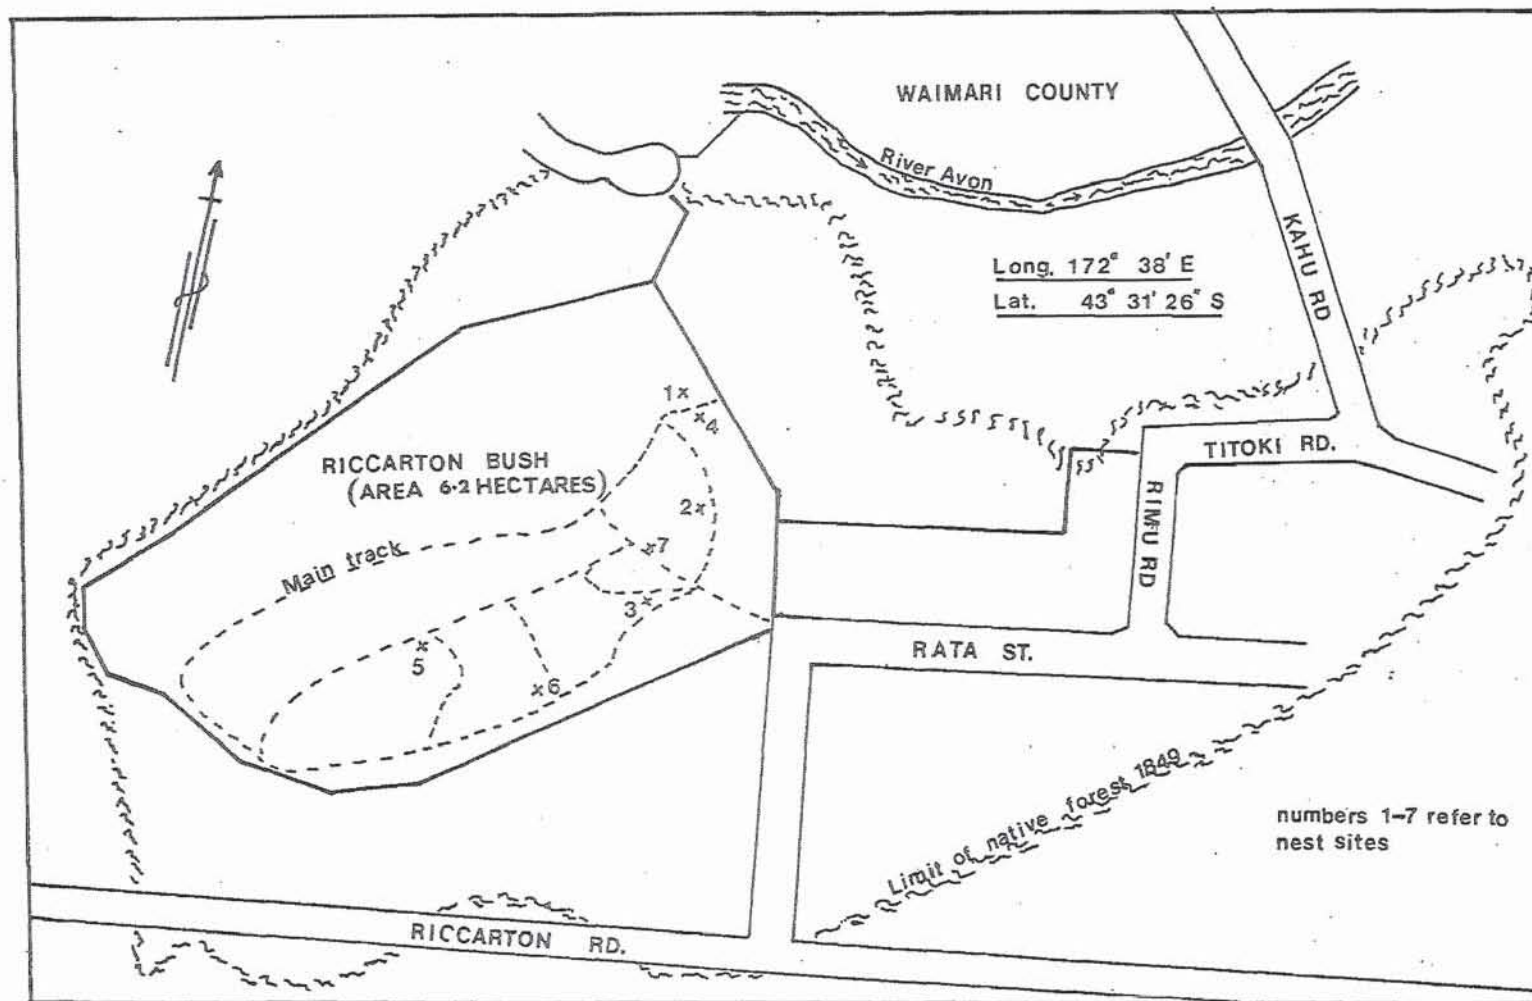 WAIMARI COUNTY
River Avon
KAHU RD
Long. 172° 38' E
Lat. 43° 31' 26" S
1
4
RICCARTON BUSH
(AREA 6·2 HECTARES)
TITOKI RD.
2
RIMU RD
7
Main track
3
RATA ST.
5
6
Limit of native forest 1849
numbers 1-7 refer to
nest sites
RICCARTON RD.